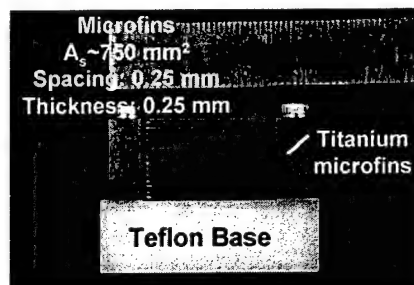 Microfins
Aₛ~750 mm²
Spacing: 0.25 mm
Thickness: 0.25 mm
Titanium
microfins
Teflon Base